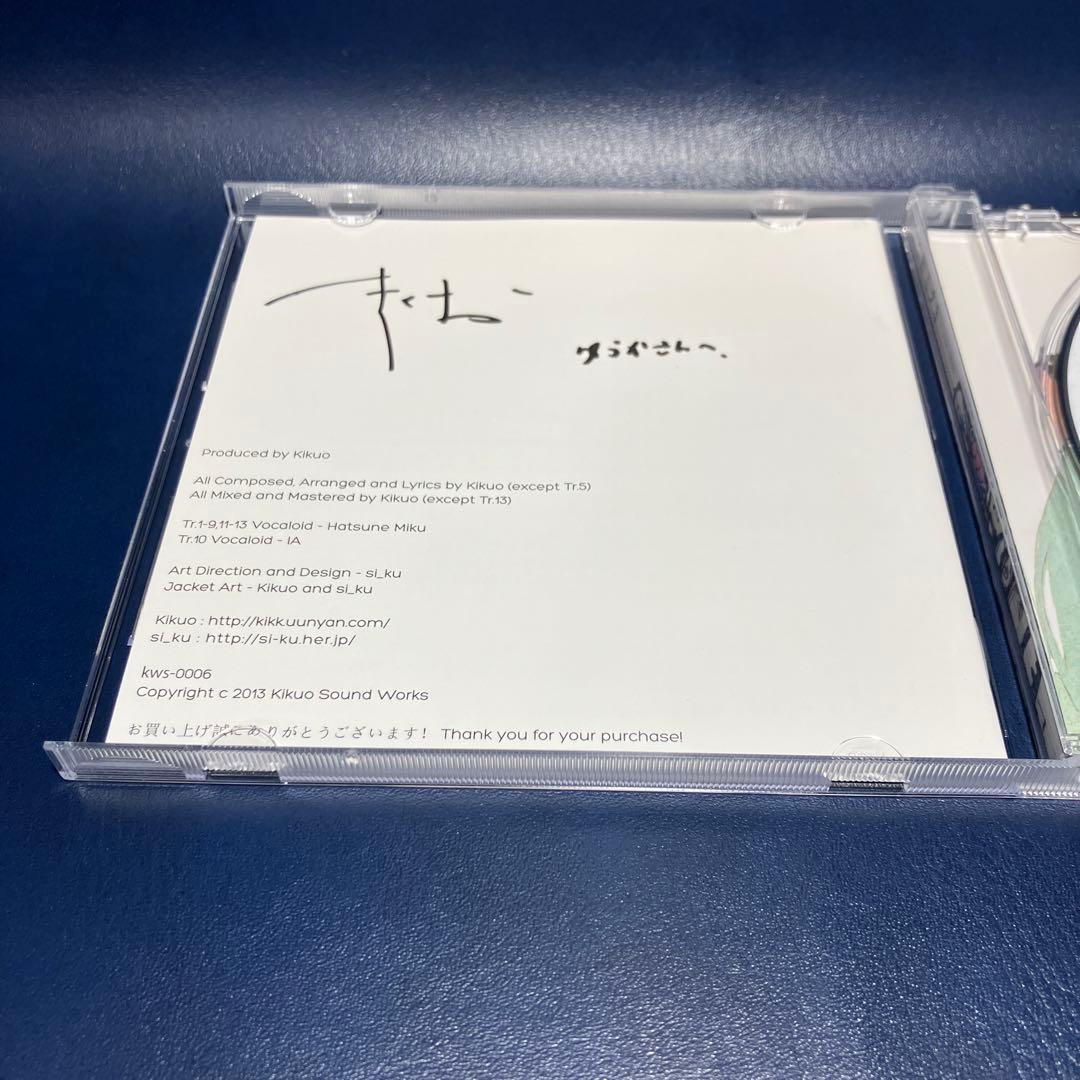 きくお
ゆうかさんへ、
Produced by Kikuo
All Composed, Arranged and Lyrics by Kikuo (except Tr.5)
All Mixed and Mastered by Kikuo (except Tr.13)
Tr.1-9,11-13 Vocaloid - Hatsune Miku
Tr.10 Vocaloid - IA
Art Direction and Design - si_ku
Jacket Art - Kikuo and si_ku
Kikuo : http://kikkuunyan.com/
si_ku : http://si-ku.her.jp/
kws-0006
Copyright c 2013 Kikuo Sound Works
お買い上げ誠にありがとうございます! Thank you for your purchase!